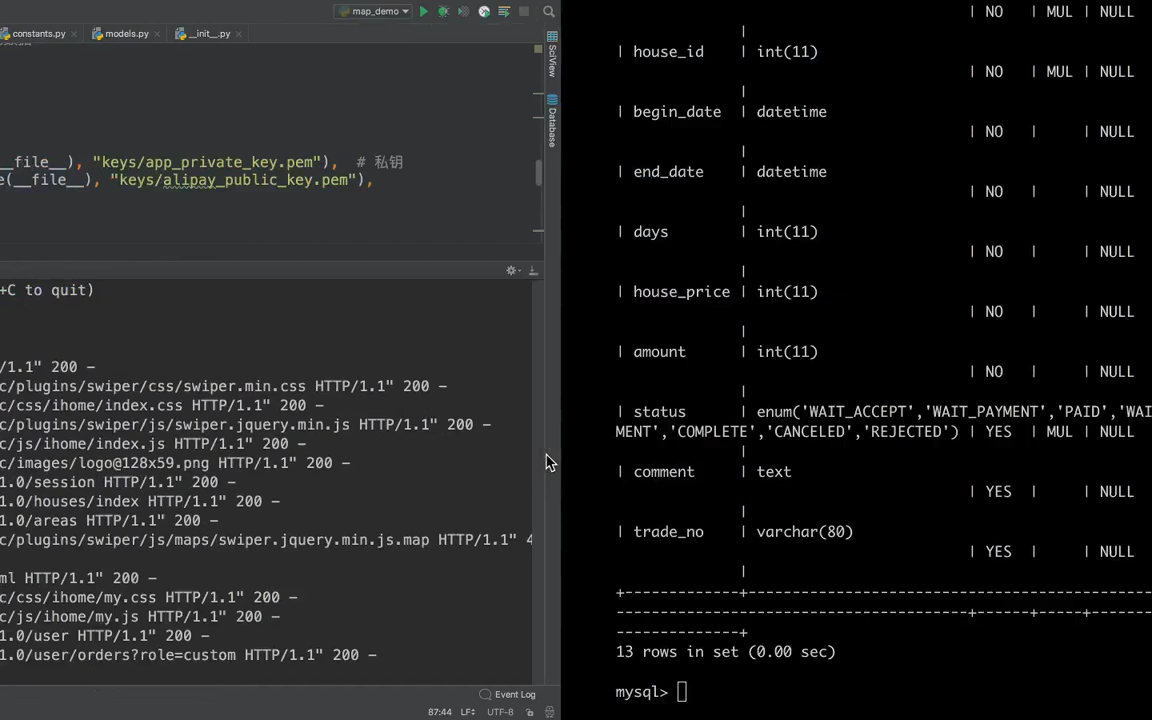 map_demo
constants.py
models.py
__init__.py
__file__), "keys/app_private_key.pem"), # 私钥
e(__file__), "keys/alipay_public_key.pem"),
SciView
Database
+C to quit)
/1.1" 200 -
c/plugins/swiper/css/swiper.min.css HTTP/1.1" 200 -
c/css/ihome/index.css HTTP/1.1" 200 -
c/plugins/swiper/js/swiper.jquery.min.js HTTP/1.1" 200 -
c/js/ihome/index.js HTTP/1.1" 200 -
c/images/logo@128x59.png HTTP/1.1" 200 -
1.0/session HTTP/1.1" 200 -
1.0/houses/index HTTP/1.1" 200 -
1.0/areas HTTP/1.1" 200 -
c/plugins/swiper/js/maps/swiper.jquery.min.js.map HTTP/1.1" 4
ml HTTP/1.1" 200 -
c/css/ihome/my.css HTTP/1.1" 200 -
c/js/ihome/my.js HTTP/1.1" 200 -
1.0/user HTTP/1.1" 200 -
1.0/user/orders?role=custom HTTP/1.1" 200 -
Event Log
87:44 LF UTF-8
| NO | MUL | NULL
|
| house_id | int(11)
| NO | MUL | NULL
|
| begin_date | datetime
| NO | | NULL
|
| end_date | datetime
| NO | | NULL
|
| days | int(11)
| NO | | NULL
|
| house_price | int(11)
| NO | | NULL
|
| amount | int(11)
| NO | | NULL
|
| status | enum('WAIT_ACCEPT','WAIT_PAYMENT','PAID','WAI
MENT','COMPLETE','CANCELED','REJECTED') | YES | MUL | NULL
|
| comment | text
| YES | | NULL
|
| trade_no | varchar(80)
| YES | | NULL
|
+-------------+----------------------------------------------
-----------------------------------------+------+-----+-------
--------------+
13 rows in set (0.00 sec)
mysql>